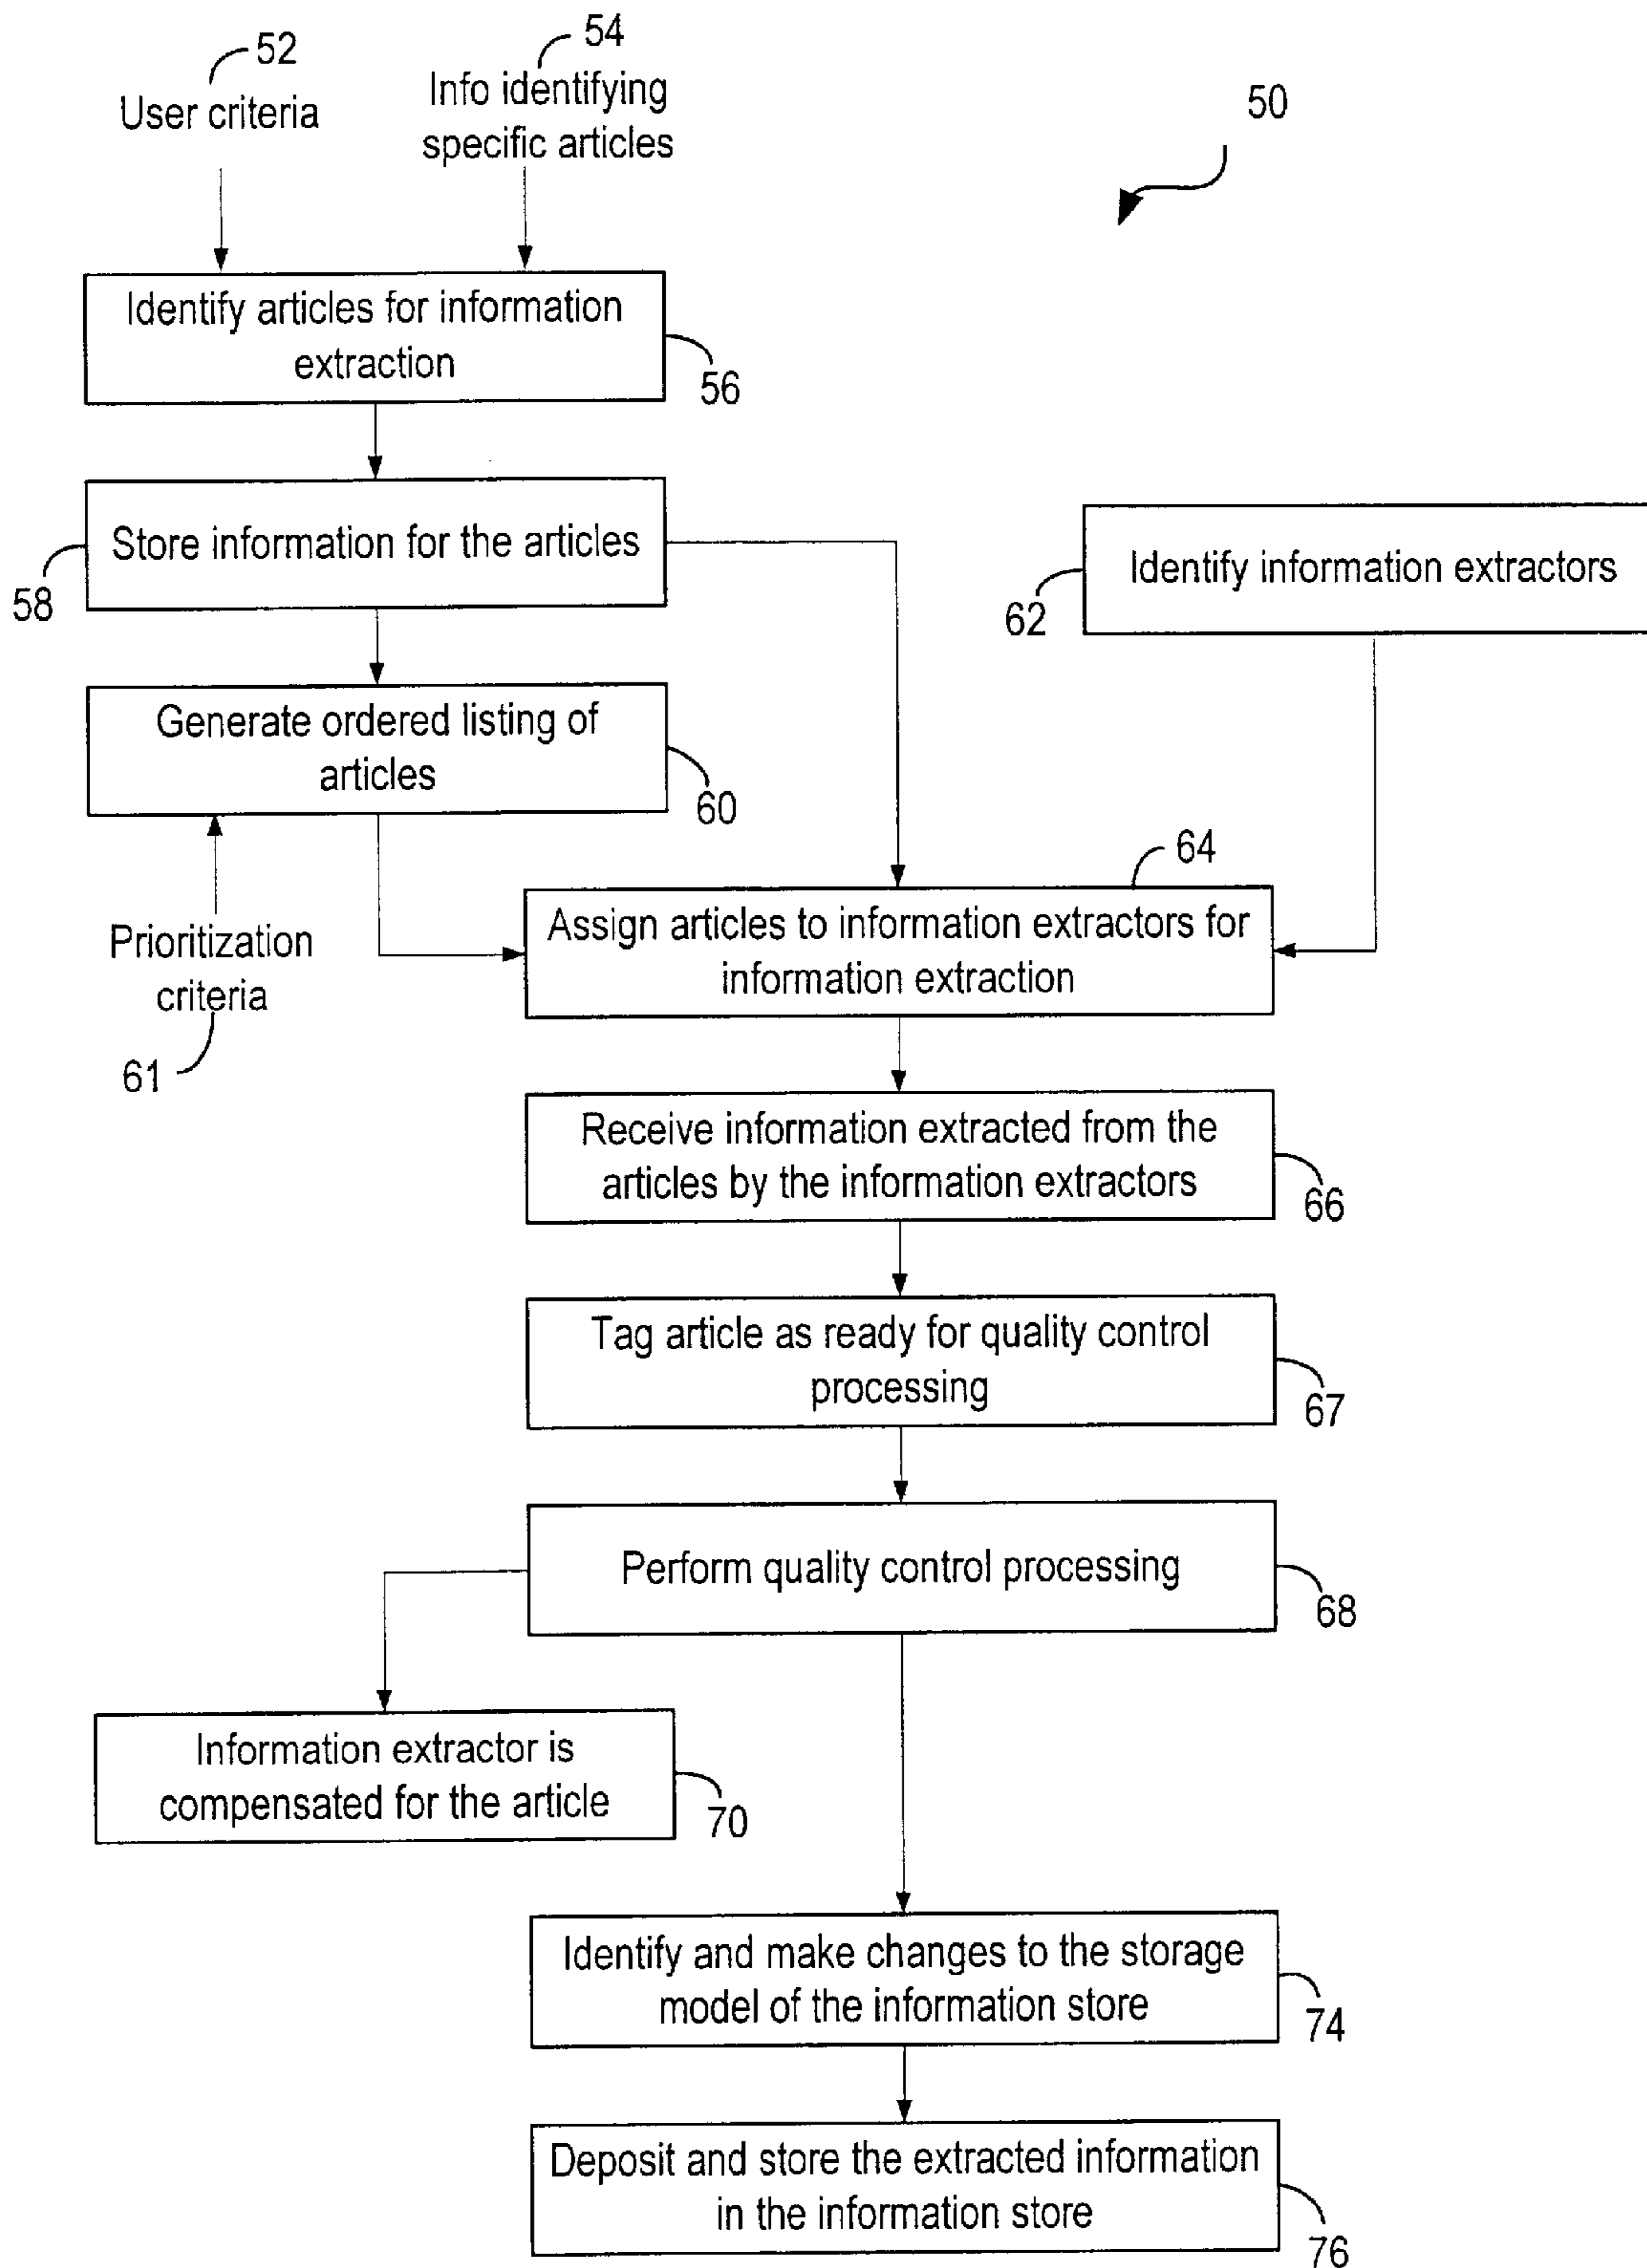 52
User criteria
54
Info identifying
specific articles
50
Identify articles for information
extraction
56
Store information for the articles
58
Identify information extractors
62
Generate ordered listing of
articles
60
Prioritization
criteria
61
64
Assign articles to information extractors for
information extraction
Receive information extracted from the
articles by the information extractors
66
Tag article as ready for quality control
processing
67
Perform quality control processing
68
Information extractor is
compensated for the article
70
Identify and make changes to the storage
model of the information store
74
Deposit and store the extracted information
in the information store
76